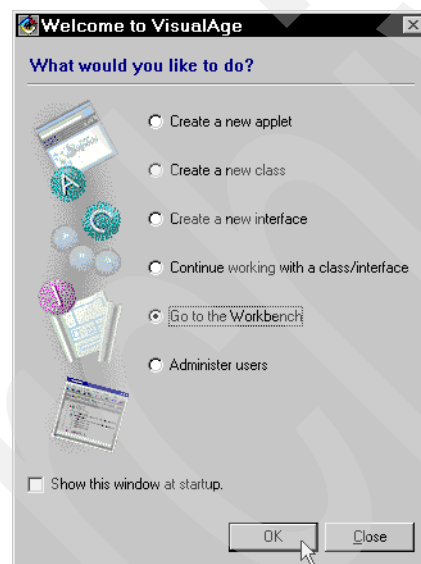 Welcome to VisualAge
What would you like to do?
Create a new applet
Create a new class
Create a new interface
Continue working with a class/interface
Go to the Workbench
Administer users
Show this window at startup.
OK Close